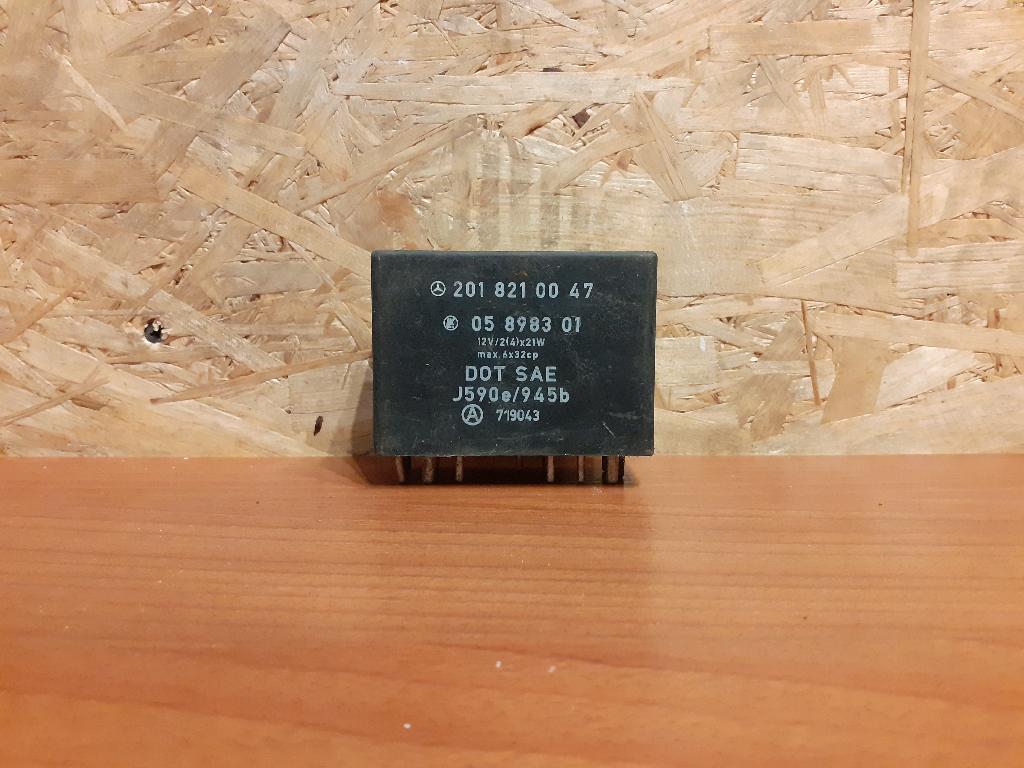 201 821 00 47
05 8983 01
12V/2(4)x21W
max.6x32cp
DOT SAE
J590e/945b
A 719043